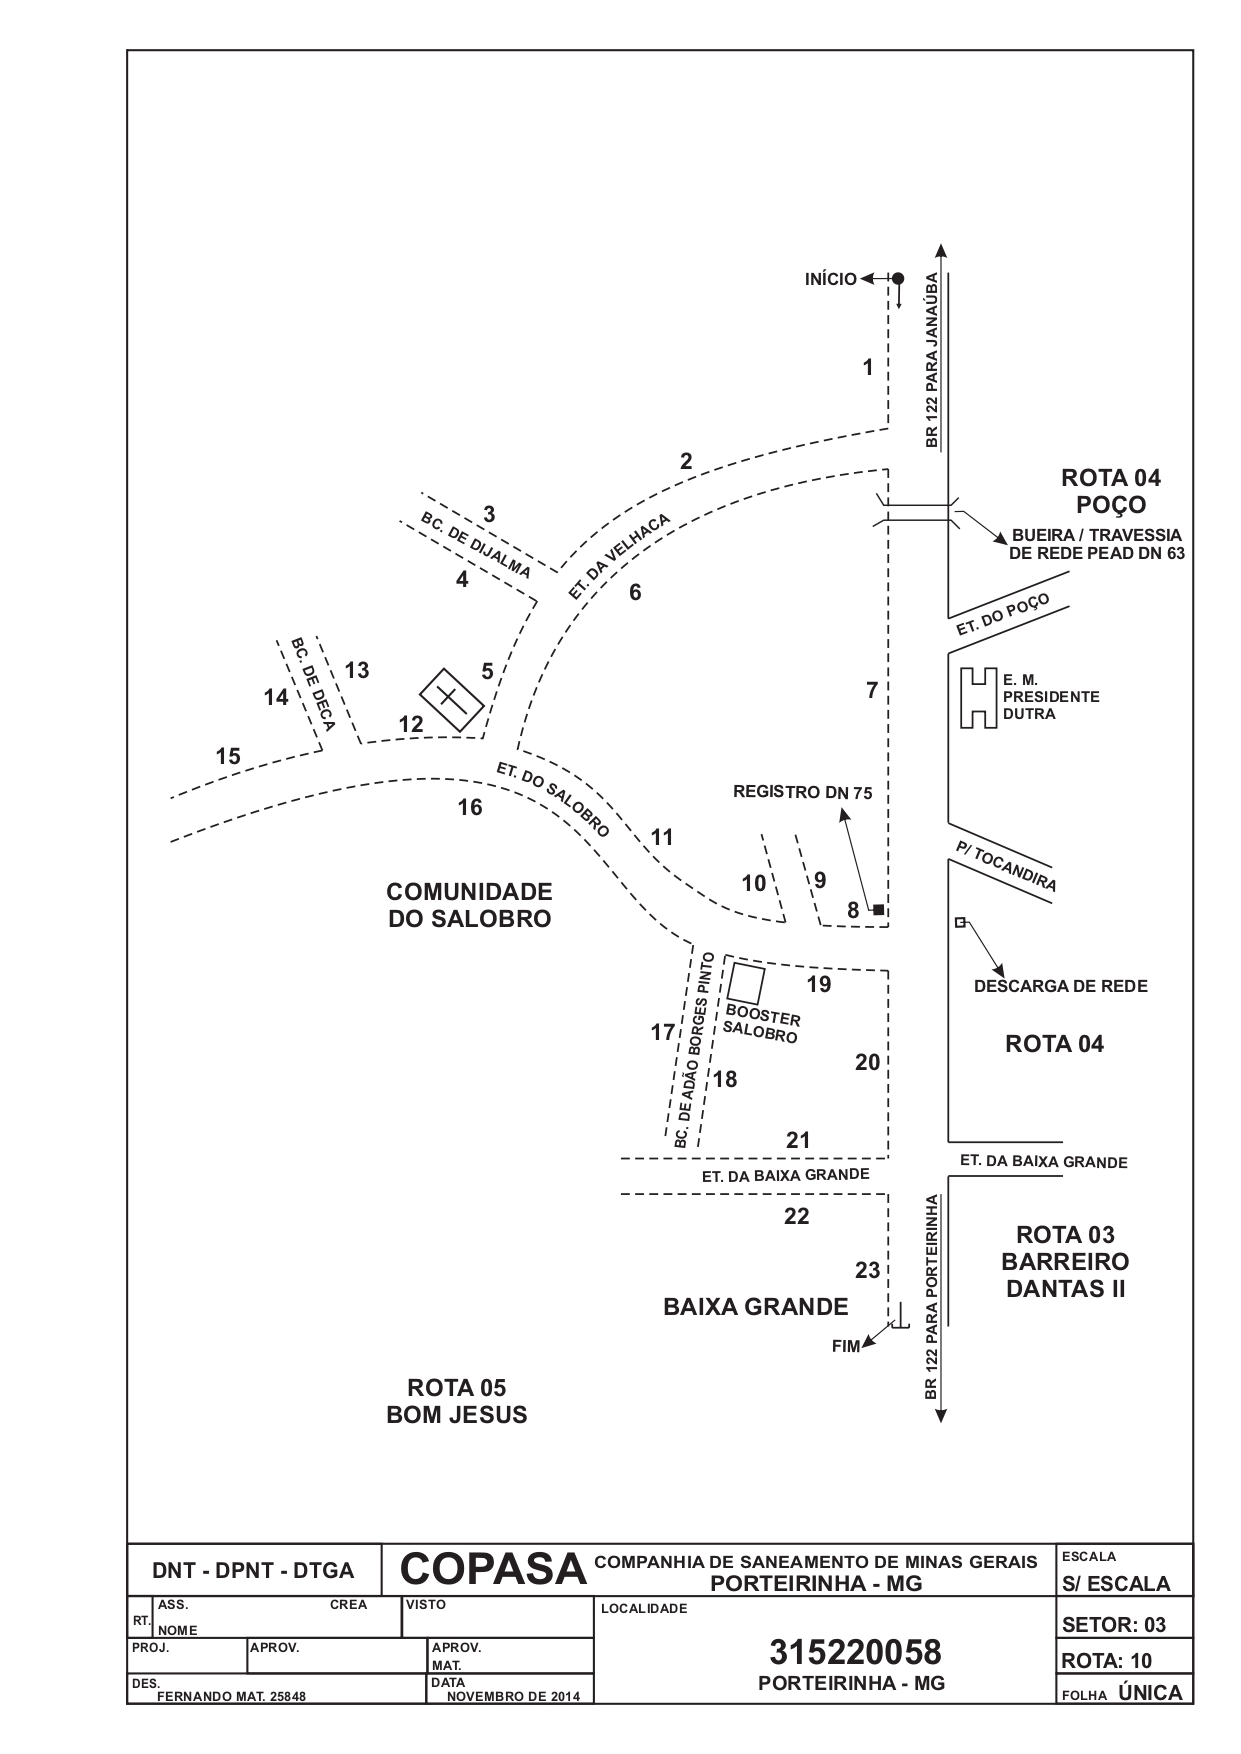 INÍCIO
BR 122 PARA JANAÚBA
1
2
ROTA 04
POÇO
3
BC. DE DIJALMA
4
ET. DA VELHACA
6
BUEIRA / TRAVESSIA
DE REDE PEAD DN 63
ET. DO POÇO
BC. DE DECA
13
14
5
12
7
E. M.
PRESIDENTE
DUTRA
15
ET. DO SALOBRO
16
REGISTRO DN 75
11
P/ TOCANDIRA
10
9
8
COMUNIDADE
DO SALOBRO
19
DESCARGA DE REDE
BOOSTER
SALOBRO
17
BC. DE ADÃO BORGES PINTO
18
20
ROTA 04
21
ET. DA BAIXA GRANDE
ET. DA BAIXA GRANDE
22
23
BR 122 PARA PORTEIRINHA
ROTA 03
BARREIRO
DANTAS II
BAIXA GRANDE
FIM
ROTA 05
BOM JESUS
DNT - DPNT - DTGA
COPASA
COMPANHIA DE SANEAMENTO DE MINAS GERAIS
PORTEIRINHA - MG
ESCALA
S/ ESCALA
RT.
ASS.
CREA
NOME
VISTO
LOCALIDADE
315220058
PORTEIRINHA - MG
SETOR: 03
PROJ.
APROV.
APROV.
MAT.
ROTA: 10
DES.
FERNANDO MAT. 25848
DATA
NOVEMBRO DE 2014
FOLHA ÚNICA